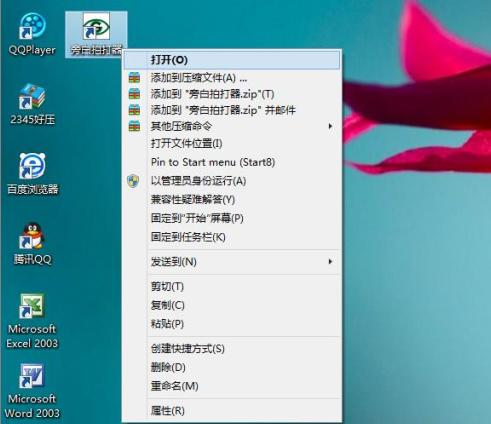 QQPlayer
旁白拍打器
2345好压
百度浏览器
腾讯QQ
Microsoft
Excel 2003
Microsoft
Word 2003
打开(O)
添加到压缩文件(A) ...
添加到 "旁白拍打器.zip"(T)
添加到 "旁白拍打器.zip" 并邮件
其他压缩命令
打开文件位置(I)
Pin to Start menu (Start8)
以管理员身份运行(A)
兼容性疑难解答(Y)
固定到"开始"屏幕(P)
固定到任务栏(K)
发送到(N)
剪切(T)
复制(C)
粘贴(P)
创建快捷方式(S)
删除(D)
重命名(M)
属性(R)